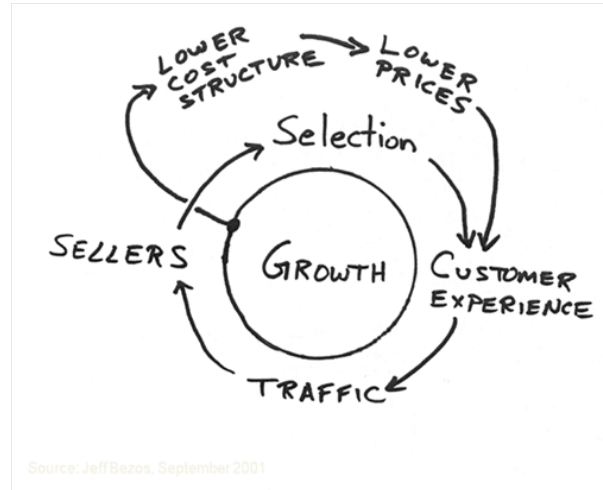 LOWER
COST
STRUCTURE
LOWER
PRICES
Selection
SELLERS
GROWTH
CUSTOMER
EXPERIENCE
TRAFFIC
Source: Jeff Bezos, September 2001